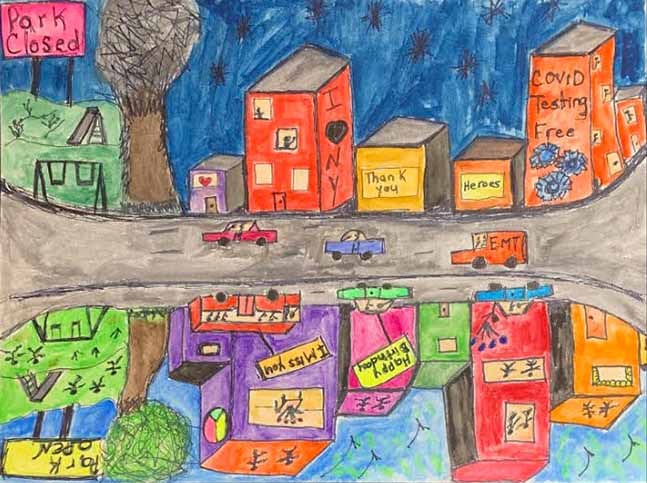 Park
Closed
I ♥ NY
COVID
Testing
Free
Thank
you
Heroes
EMT
I Miss you!
Happy
Birthday
Park
OPEN